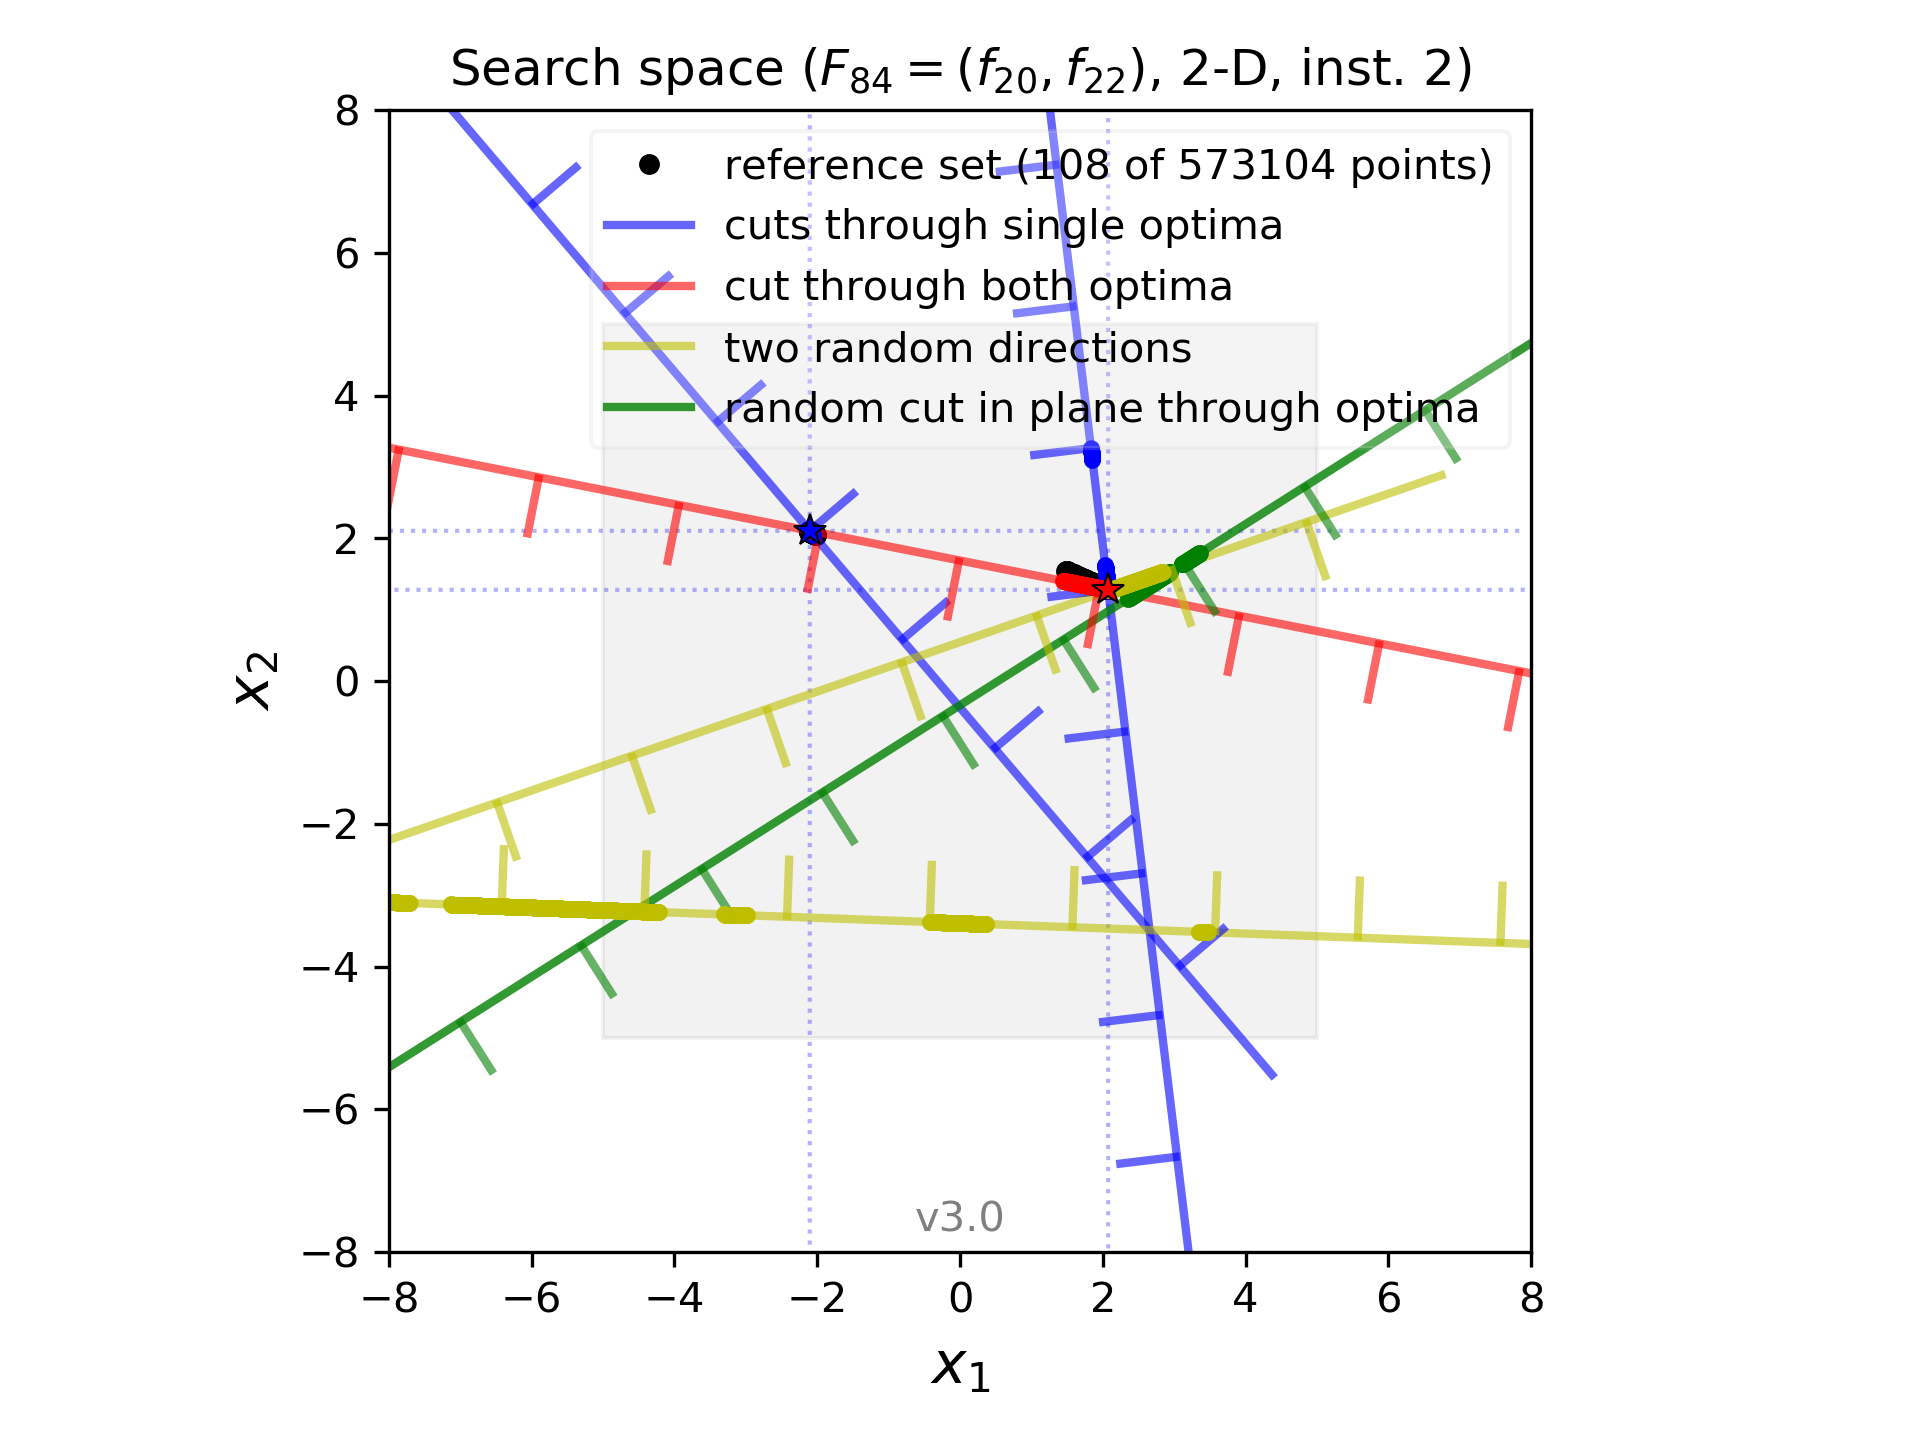 Search space (F84 = (f20, f22), 2-D, inst. 2)
reference set (108 of 573104 points)
cuts through single optima
cut through both optima
two random directions
random cut in plane through optima
8
6
4
2
0
−2
−4
−6
−8
x2
v3.0
−8 −6 −4 −2 0 2 4 6 8
x1